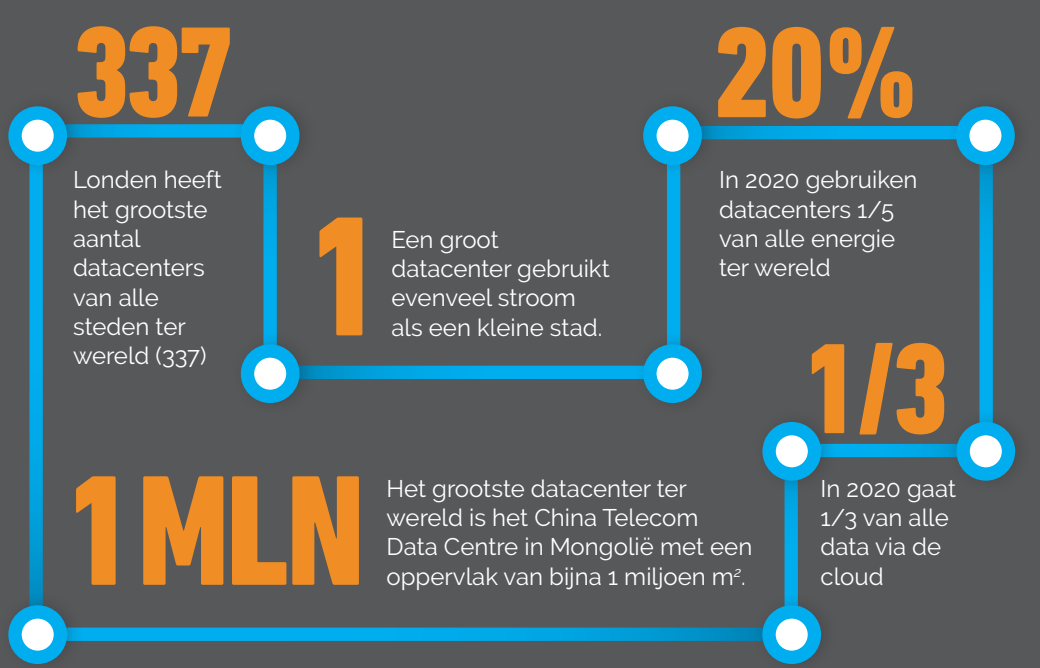 337
Londen heeft
het grootste
aantal
datacenters
van alle
steden ter
wereld (337)
1
Een groot
datacenter gebruikt
evenveel stroom
als een kleine stad.
20%
In 2020 gebruiken
datacenters 1/5
van alle energie
ter wereld
1/3
In 2020 gaat
1/3 van alle
data via de
cloud
1 MLN
Het grootste datacenter ter
wereld is het China Telecom
Data Centre in Mongolië met een
oppervlak van bijna 1 miljoen m².